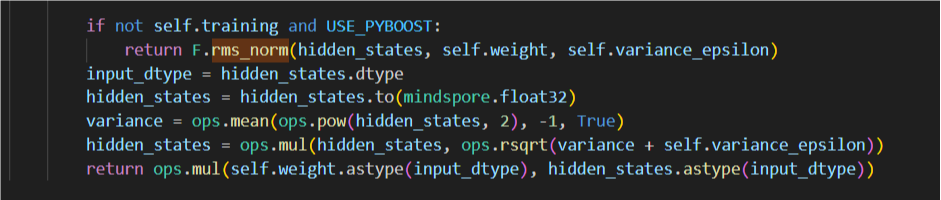 if not self.training and USE_PYBOOST:
return F.rms_norm(hidden_states, self.weight, self.variance_epsilon)
input_dtype = hidden_states.dtype
hidden_states = hidden_states.to(mindspore.float32)
variance = ops.mean(ops.pow(hidden_states, 2), -1, True)
hidden_states = ops.mul(hidden_states, ops.rsqrt(variance + self.variance_epsilon))
return ops.mul(self.weight.astype(input_dtype), hidden_states.astype(input_dtype))